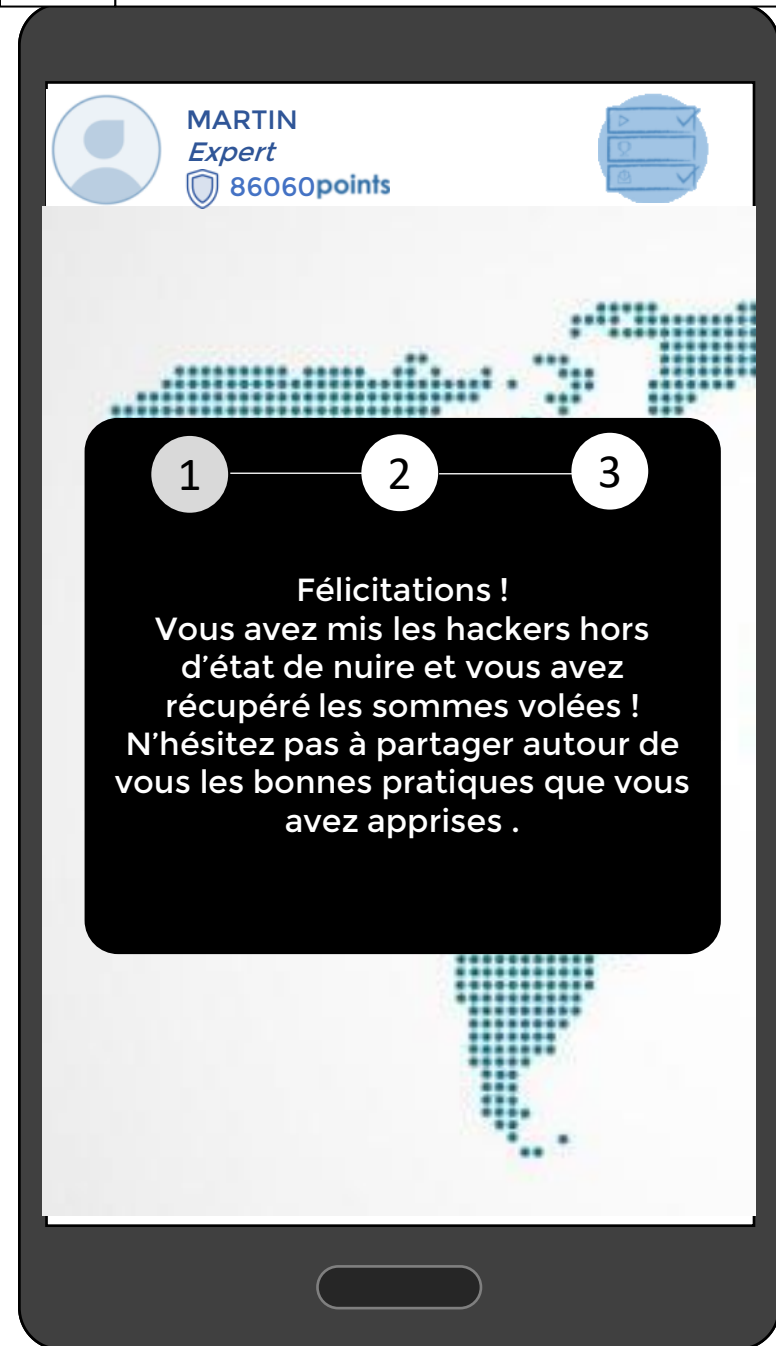 MARTIN
Expert
86060points
1
2
3
Félicitations !
Vous avez mis les hackers hors
d’état de nuire et vous avez
récupéré les sommes volées !
N’hésitez pas à partager autour de
vous les bonnes pratiques que vous
avez apprises .